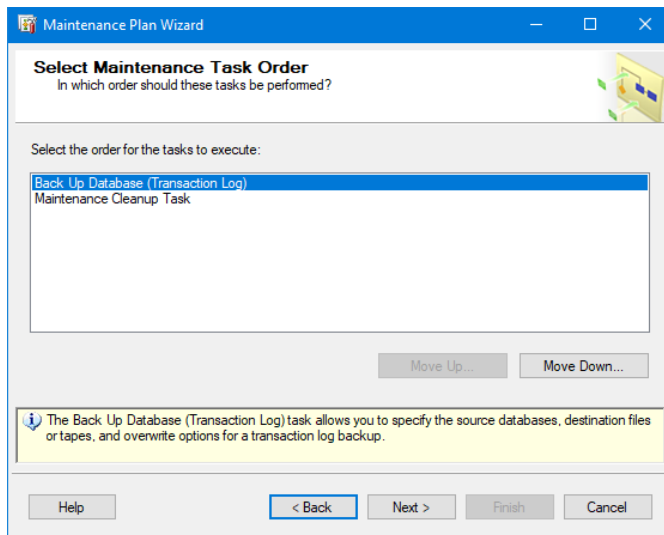 Maintenance Plan Wizard
Select Maintenance Task Order
In which order should these tasks be performed?
Select the order for the tasks to execute:
Back Up Database (Transaction Log)
Maintenance Cleanup Task
Move Up...
Move Down...
The Back Up Database (Transaction Log) task allows you to specify the source databases, destination files
or tapes, and overwrite options for a transaction log backup.
Help
< Back
Next >
Finish
Cancel